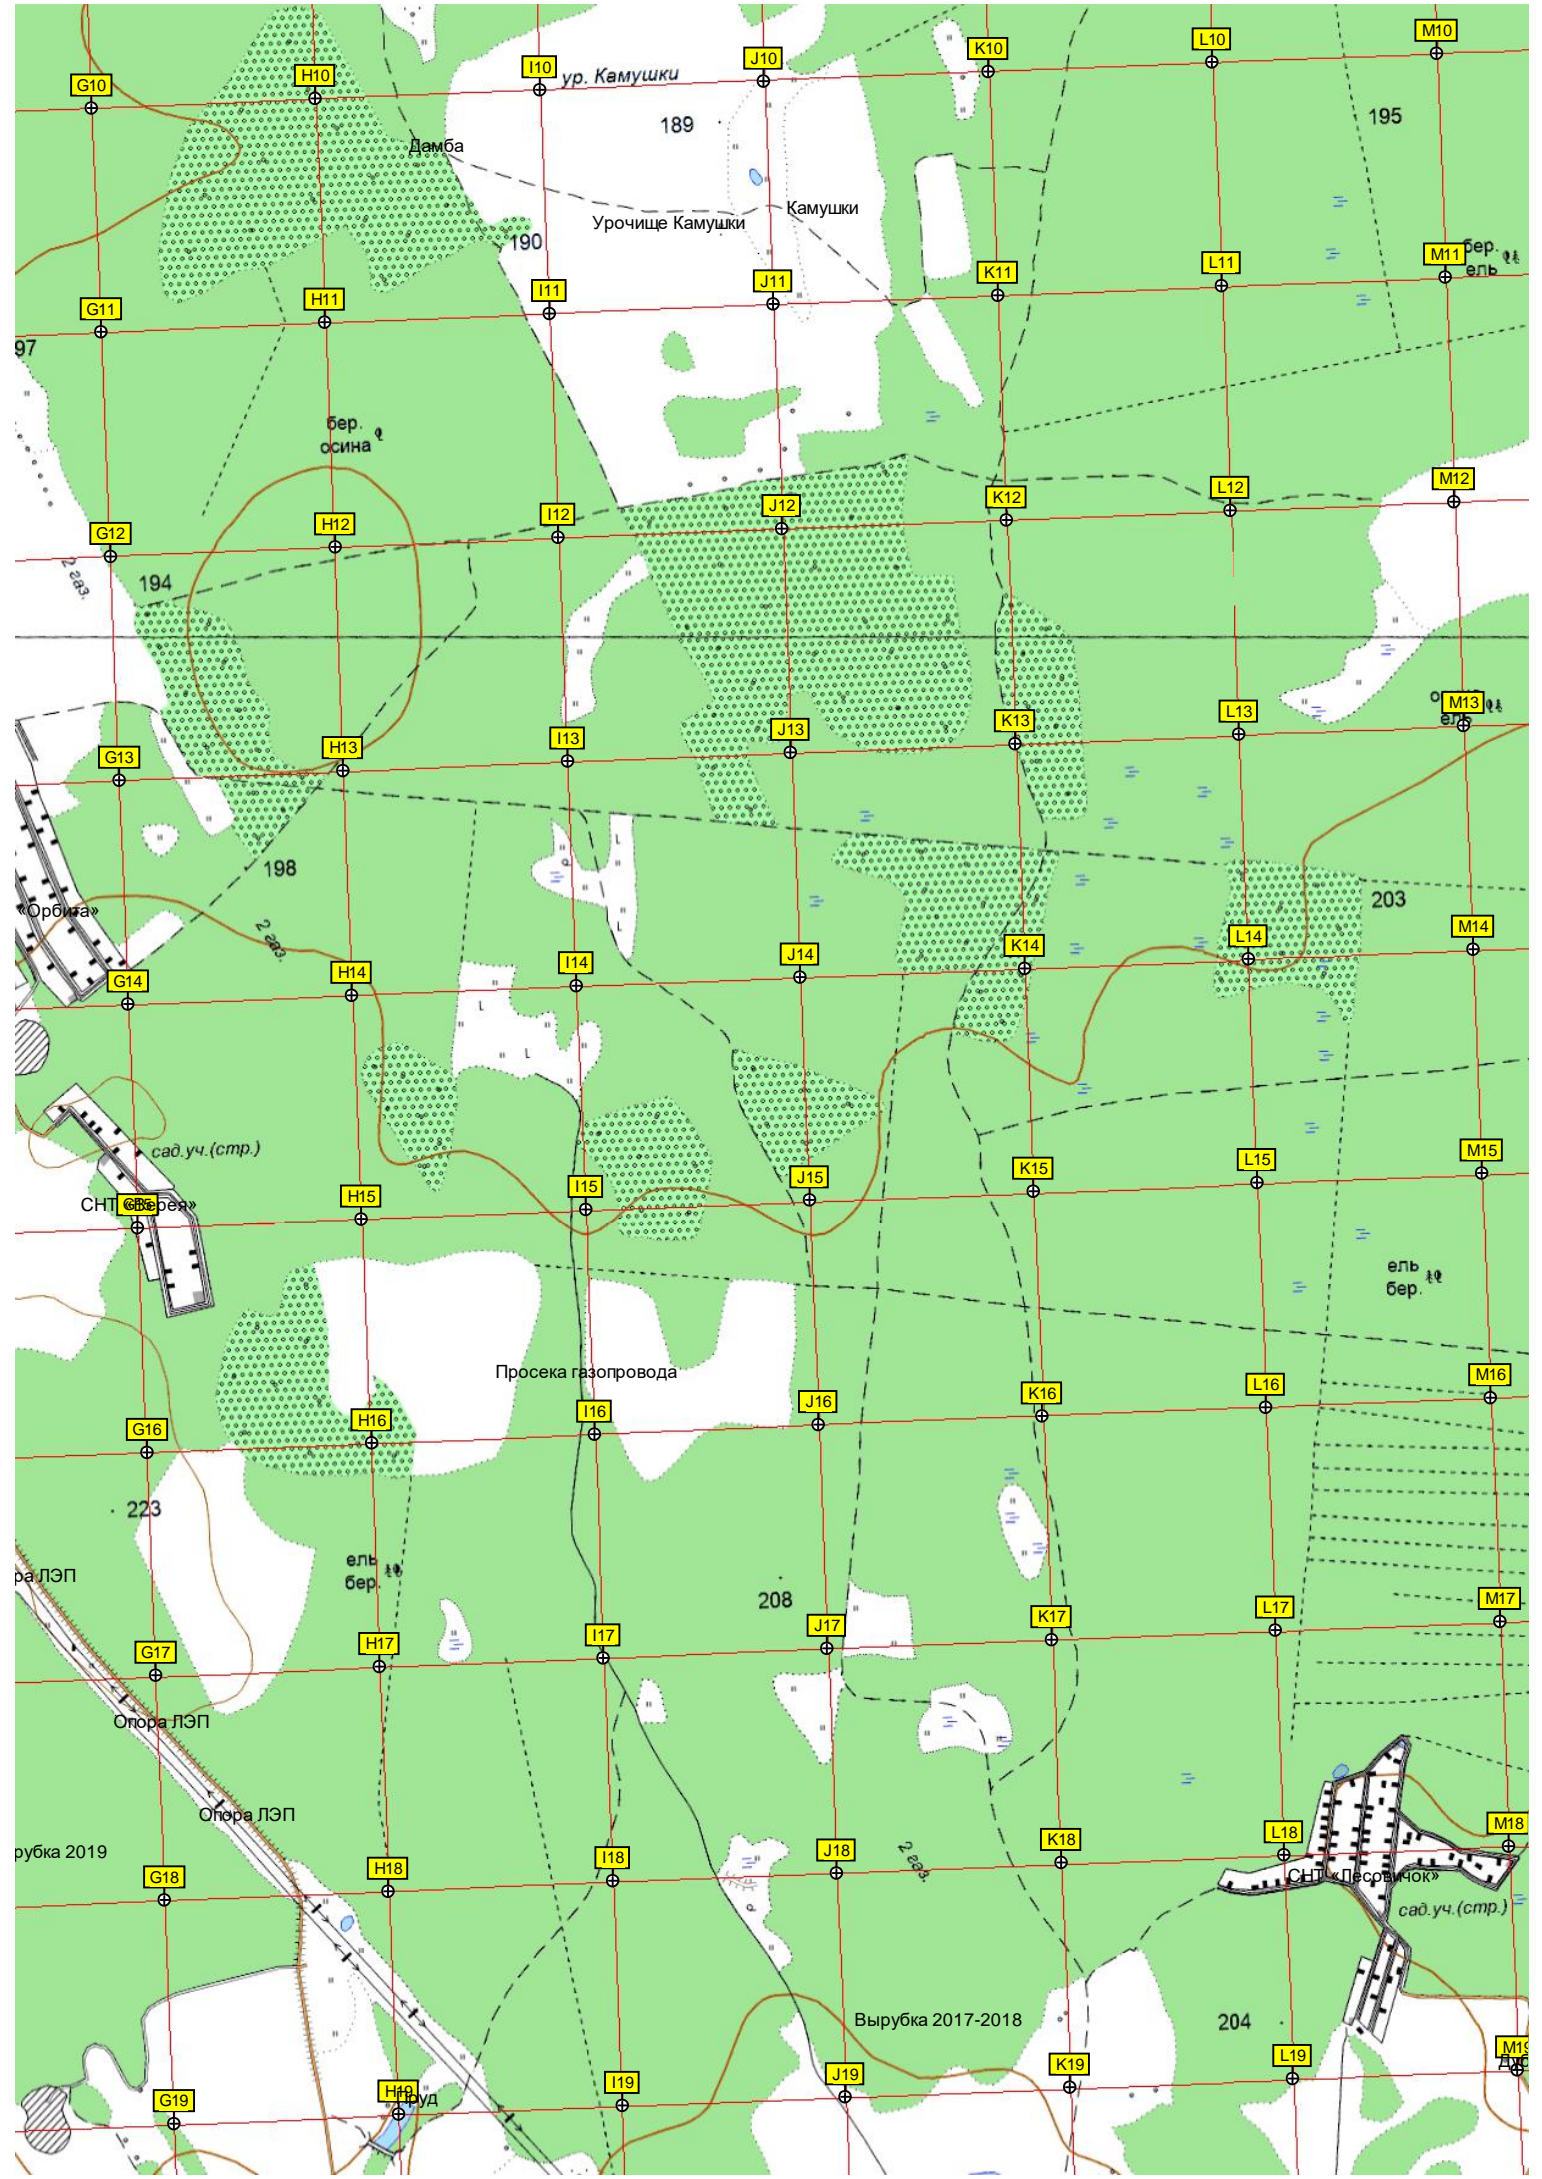 M10
L10
K10
J10
I10
ур. Камушки
H10
G10
189
195
Дамба
Камушки
Урочище Камушки
190
бер.
ель
M11
L11
K11
J11
I11
H11
G11
97
бер.
осина
M12
L12
K12
J12
I12
H12
G12
2 газ.
194
M13
ель
L13
K13
J13
I13
H13
G13
198
203
«Орбита»
2 газ.
M14
L14
K14
J14
I14
H14
G14
сад.уч.(стр.)
M15
L15
K15
J15
I15
H15
G15
СНТ «Верея»
ель
бер.
Просека газопровода
M16
L16
K16
J16
I16
H16
G16
223
ель
бер.
ра ЛЭП
208
M17
L17
K17
J17
I17
H17
G17
Опора ЛЭП
Опора ЛЭП
M18
L18
K18
J18
I18
H18
G18
рубка 2019
2 газ.
СНТ «Лесовичок»
сад.уч.(стр.)
Вырубка 2017-2018
204
M19
L19
K19
J19
I19
H19
G19
Пруд